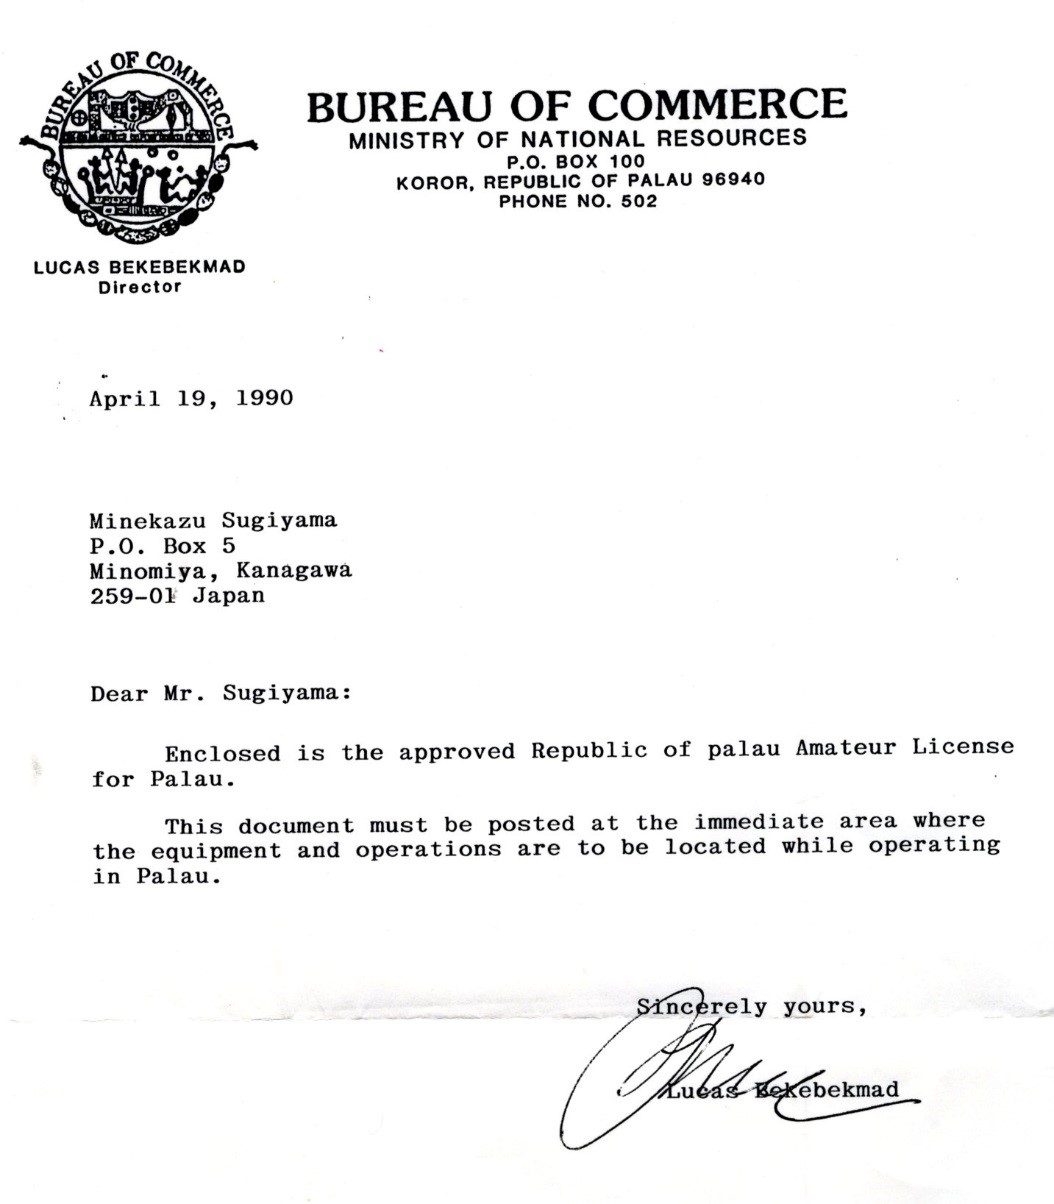 BUREAU OF COMMERCE
BUREAU OF COMMERCE
MINISTRY OF NATIONAL RESOURCES
P.O. BOX 100
KOROR, REPUBLIC OF PALAU 96940
PHONE NO. 502
LUCAS BEKEBEKMAD
Director
April 19, 1990
Minekazu Sugiyama
P.O. Box 5
Minomiya, Kanagawa
259-01 Japan
Dear Mr. Sugiyama:
Enclosed is the approved Republic of palau Amateur License
for Palau.
This document must be posted at the immediate area where
the equipment and operations are to be located while operating
in Palau.
Sincerely yours,
Lucas Bekebekmad